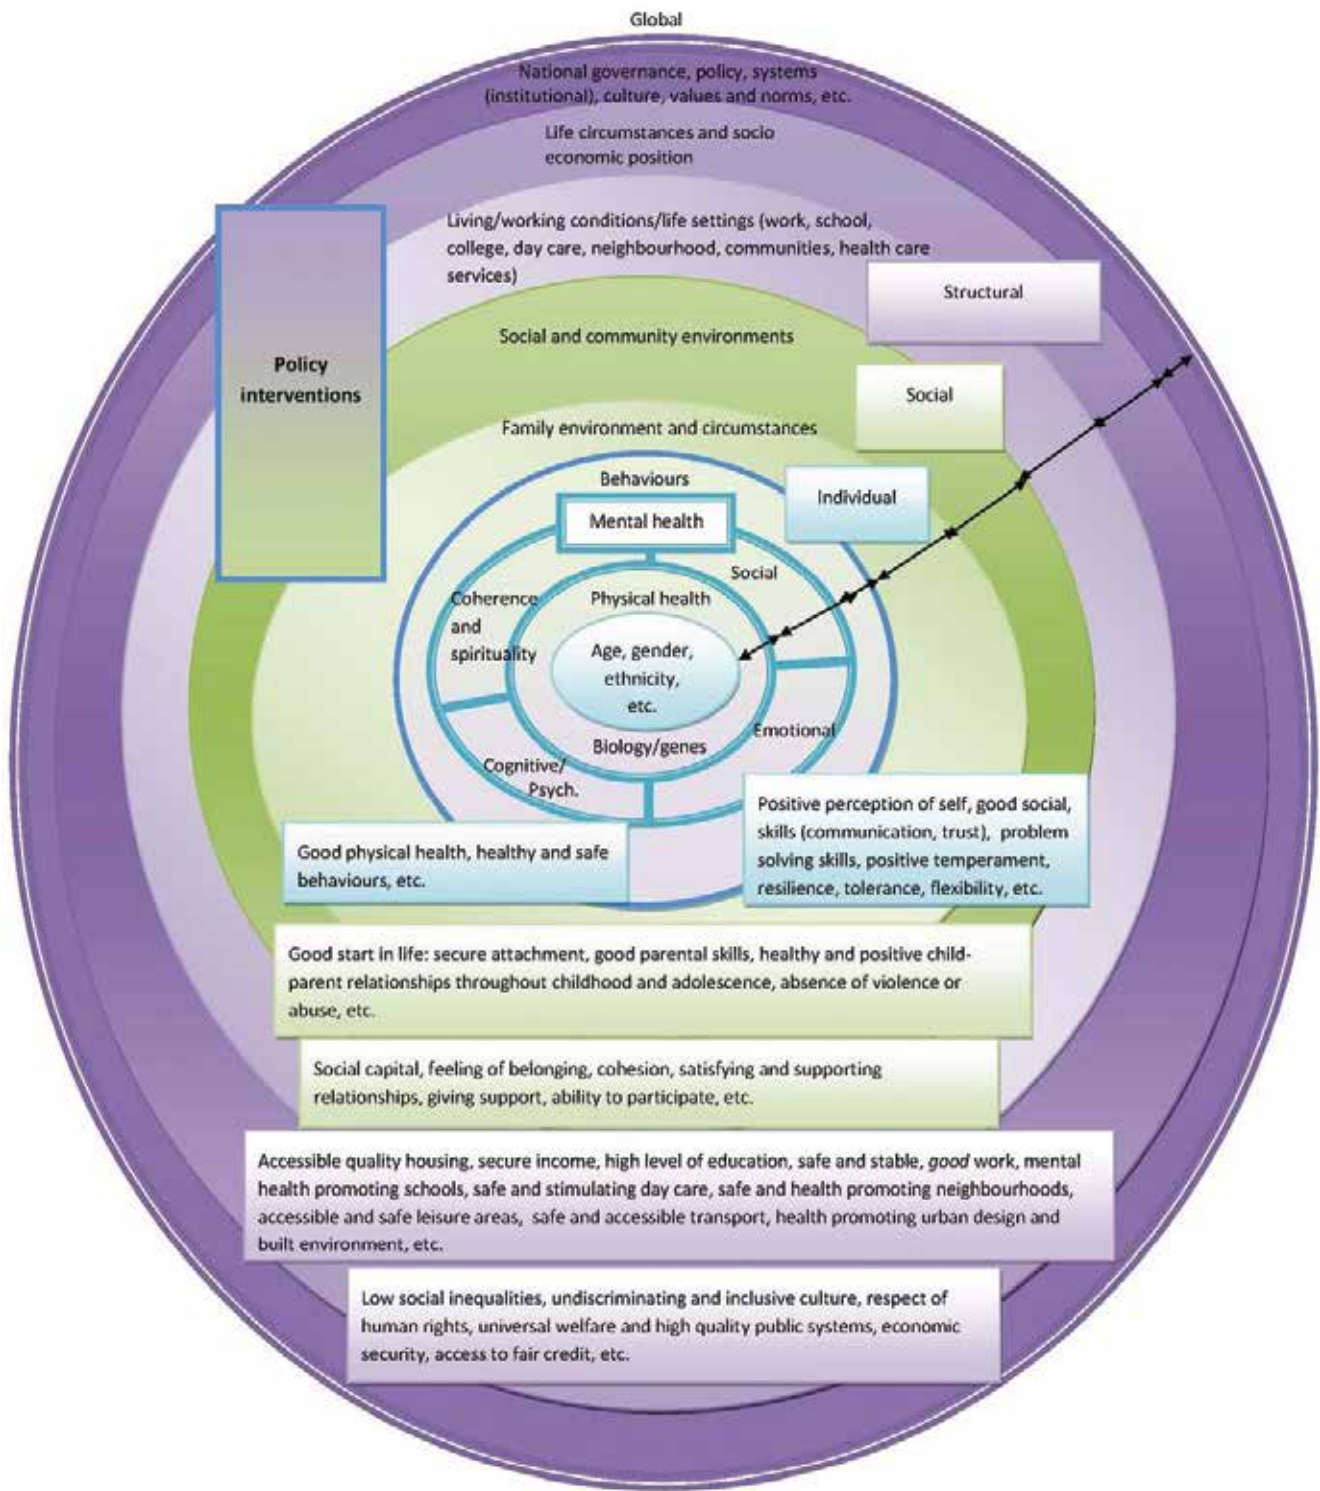 Global
National governance, policy, systems
(institutional), culture, values and norms, etc.
Life circumstances and socio
economic position
Living/working conditions/life settings (work, school,
college, day care, neighbourhood, communities, health care
services)
Structural
Social and community environments
Policy
interventions
Social
Family environment and circumstances
Behaviours
Individual
Mental health
Social
Coherence
and
spirituality
Physical health
Age, gender,
ethnicity,
etc.
Emotional
Biology/genes
Cognitive/
Psych.
Positive perception of self, good social,
skills (communication, trust), problem
solving skills, positive temperament,
resilience, tolerance, flexibility, etc.
Good physical health, healthy and safe
behaviours, etc.
Good start in life: secure attachment, good parental skills, healthy and positive child-
parent relationships throughout childhood and adolescence, absence of violence or
abuse, etc.
Social capital, feeling of belonging, cohesion, satisfying and supporting
relationships, giving support, ability to participate, etc.
Accessible quality housing, secure income, high level of education, safe and stable, good work, mental
health promoting schools, safe and stimulating day care, safe and health promoting neighbourhoods,
accessible and safe leisure areas, safe and accessible transport, health promoting urban design and
built environment, etc.
Low social inequalities, undiscriminating and inclusive culture, respect of
human rights, universal welfare and high quality public systems, economic
security, access to fair credit, etc.